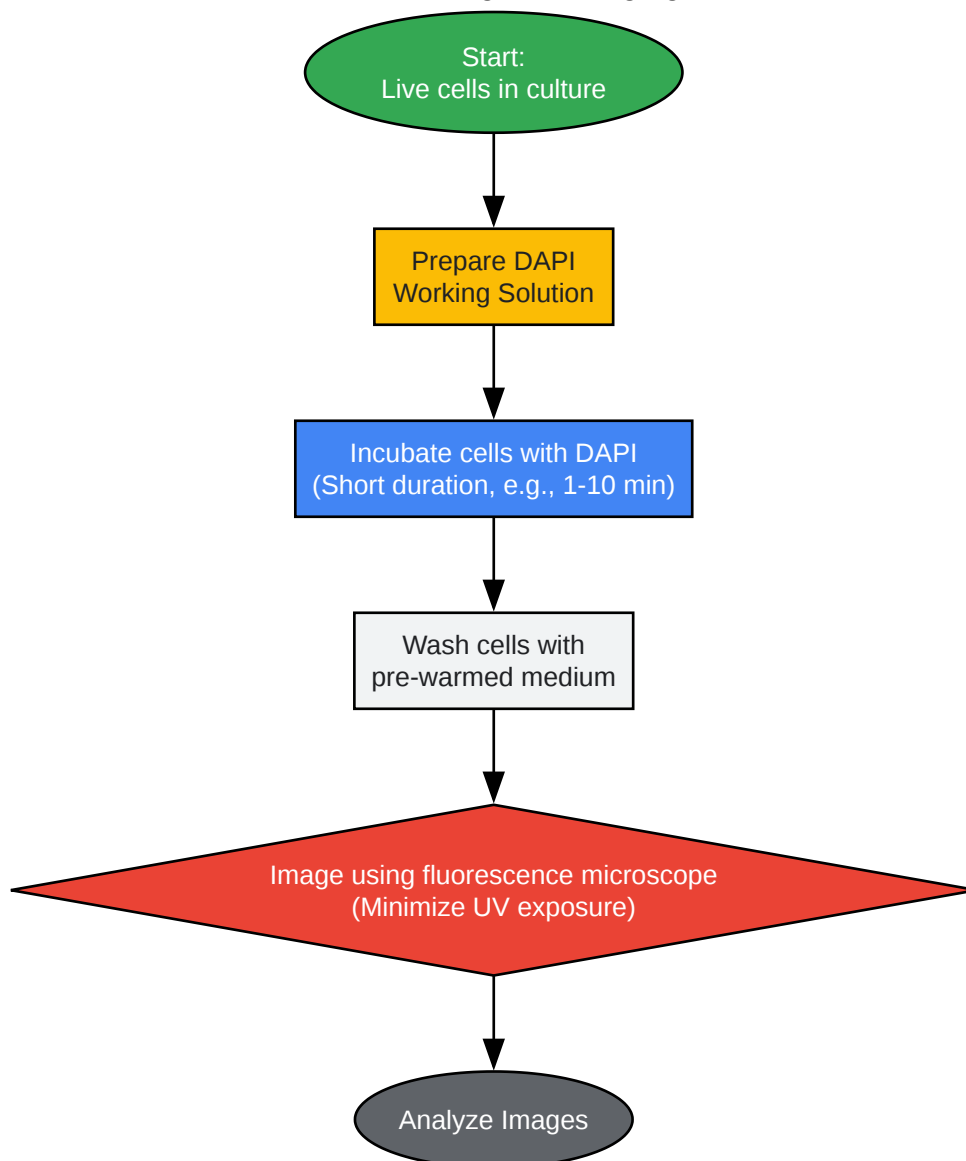 Start:
Live cells in culture
Prepare DAPI
Working Solution
Incubate cells with DAPI
(Short duration, e.g., 1-10 min)
Wash cells with
pre-warmed medium
Image using fluorescence microscope
(Minimize UV exposure)
Analyze Images